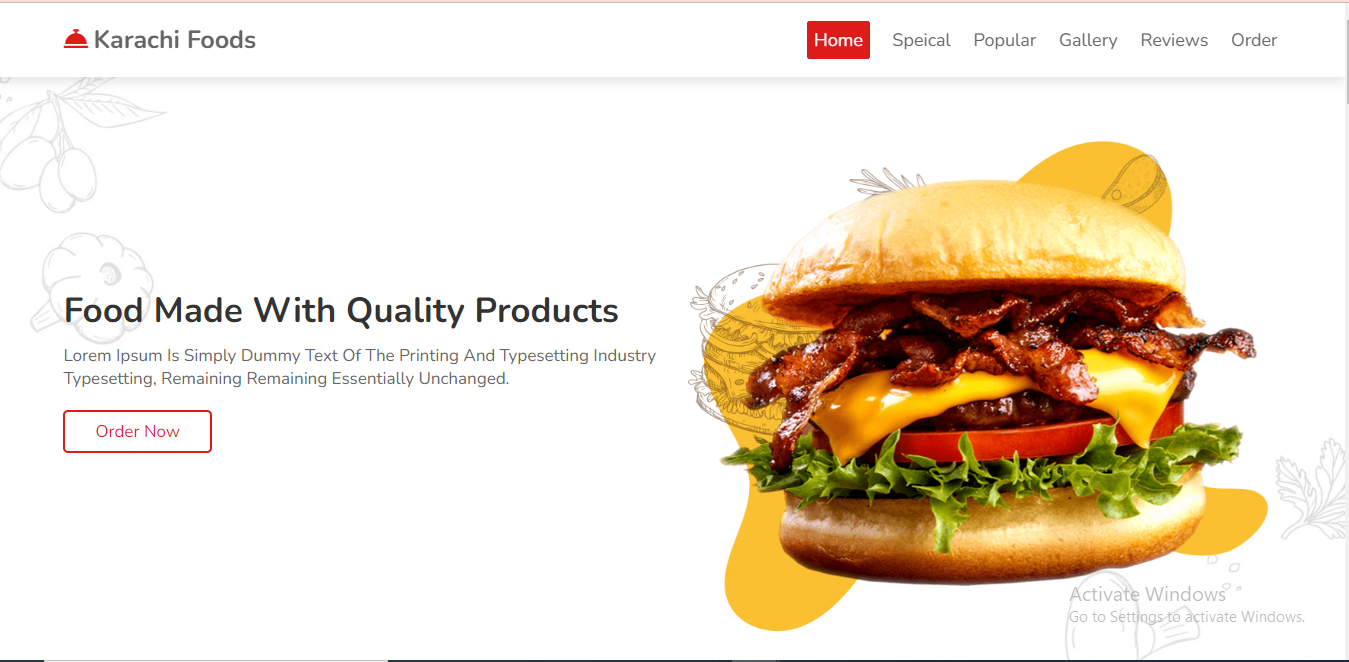 Karachi Foods
Home Speical Popular Gallery Reviews Order
Food Made With Quality Products
Lorem Ipsum Is Simply Dummy Text Of The Printing And Typesetting Industry
Typesetting, Remaining Remaining Essentially Unchanged.
Order Now
Activate Windows
Go to Settings to activate Windows.